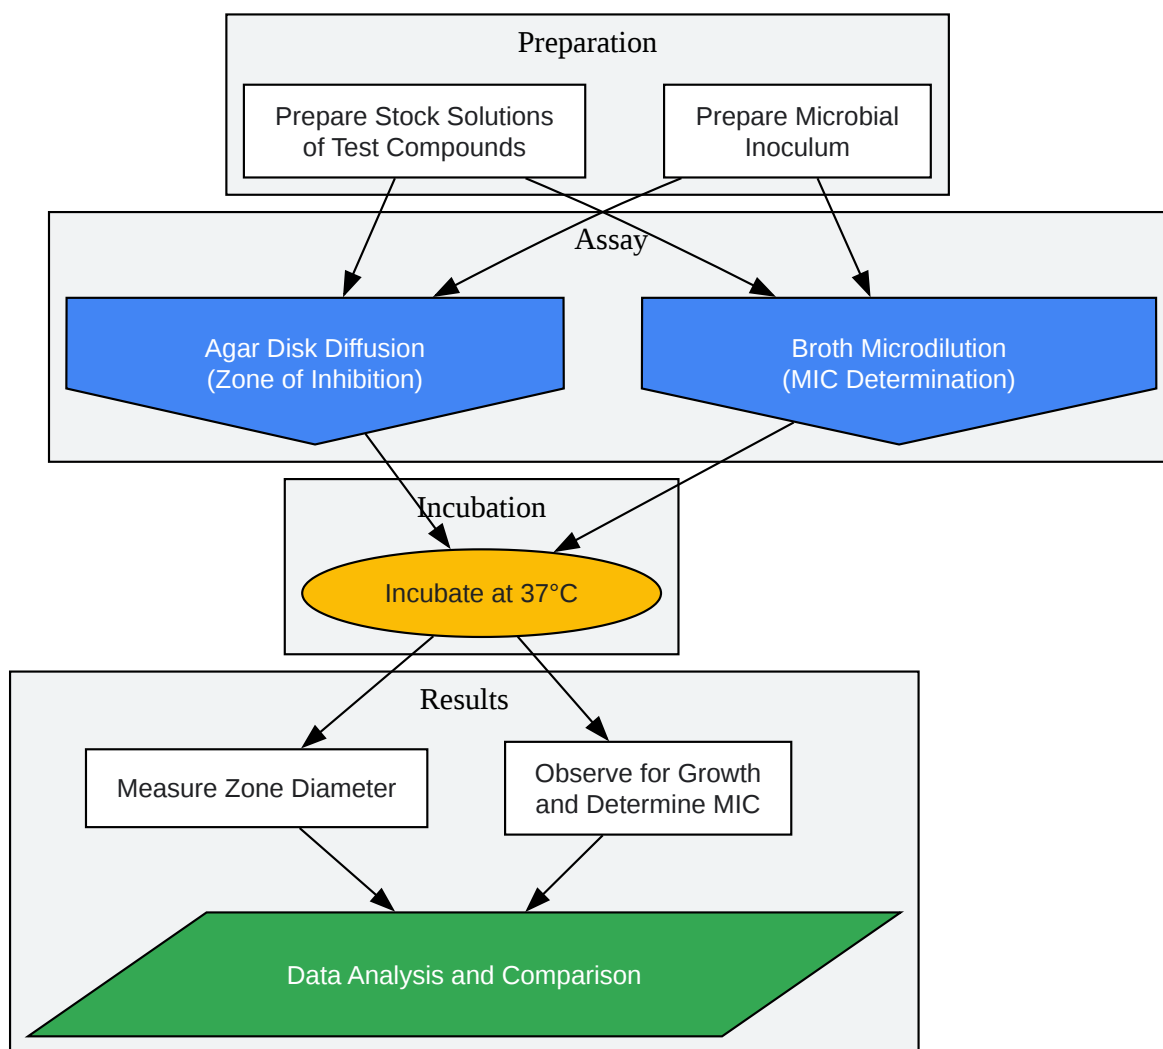 Preparation
Prepare Stock Solutions
of Test Compounds
Prepare Microbial
Inoculum
Assay
Agar Disk Diffusion
(Zone of Inhibition)
Broth Microdilution
(MIC Determination)
Incubation
Incubate at 37°C
Results
Measure Zone Diameter
Observe for Growth
and Determine MIC
Data Analysis and Comparison